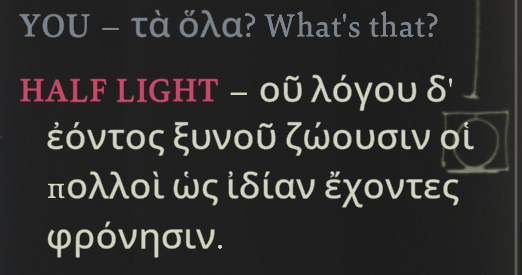 YOU – τὰ ὅλα? What's that?
HALF LIGHT – οῦ λόγου δ'
ἐόντος ξυνοῦ ζώουσιν οἱ
πολλοὶ ὡς ἰδίαν ἔχοντες
φρόνησιν.